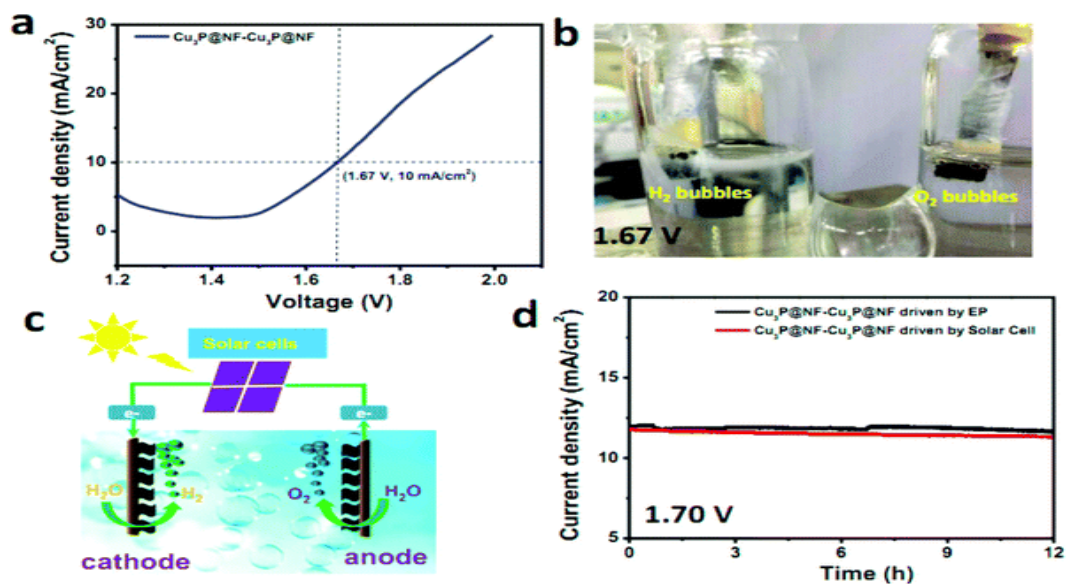 a
Current density (mA/cm²)
30
20
10
0
Cu₃P@NF-Cu₃P@NF
(1.67 V, 10 mA/cm²)
1.2
1.4
1.6
1.8
2.0
Voltage (V)
b
H₂ bubbles
O₂ bubbles
1.67 V
c
Solar cells
e-
e-
H₂O
H₂
O₂
H₂O
cathode
anode
d
Current density (mA/cm²)
20
15
10
5
Cu₃P@NF-Cu₃P@NF driven by EP
Cu₃P@NF-Cu₃P@NF driven by Solar Cell
1.70 V
0
3
6
9
12
Time (h)